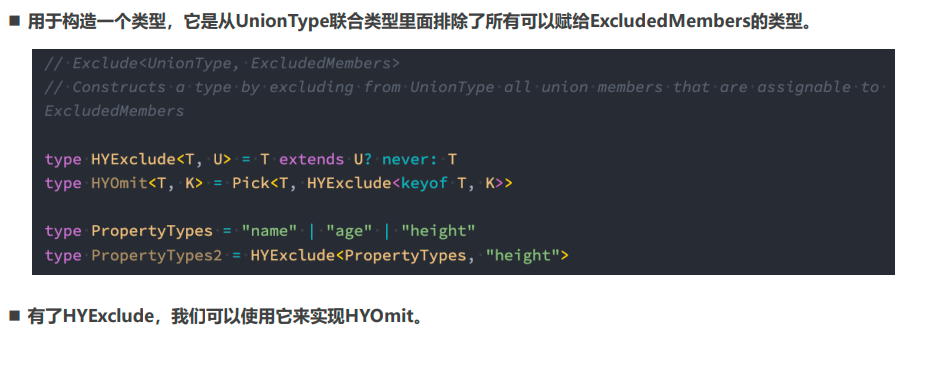 ■ 用于构造一个类型，它是从UnionType联合类型里面排除了所有可以赋给ExcludedMembers的类型。
// Exclude<UnionType, ExcludedMembers>
// Constructs a type by excluding from UnionType all union members that are assignable to
ExcludedMembers
type HYExclude<T, U> = T extends U? never: T
type HYOmit<T, K> = Pick<T, HYExclude<keyof T, K>>
type PropertyTypes = "name" | "age" | "height"
type PropertyTypes2 = HYExclude<PropertyTypes, "height">
■ 有了HYExclude，我们可以使用它来实现HYOmit。